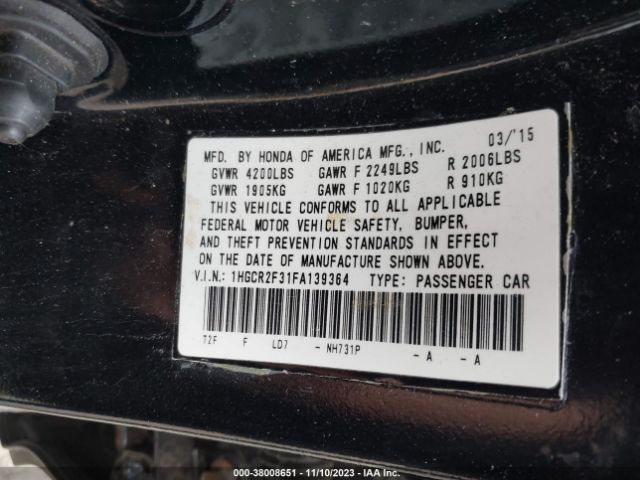 MFD. BY HONDA OF AMERICA MFG., INC. 03/'15
GVWR 4200LBS GAWR F 2249LBS R 2006LBS
GVWR 1905KG GAWR F 1020KG R 910KG
THIS VEHICLE CONFORMS TO ALL APPLICABLE
FEDERAL MOTOR VEHICLE SAFETY, BUMPER,
AND THEFT PREVENTION STANDARDS IN EFFECT
ON THE DATE OF MANUFACTURE SHOWN ABOVE.
V.I.N.: 1HGCR2F31FA139364 TYPE: PASSENGER CAR
T2F F LD7 - NH731P - A - A
000-38008651 - 11/10/2023 - IAA Inc.